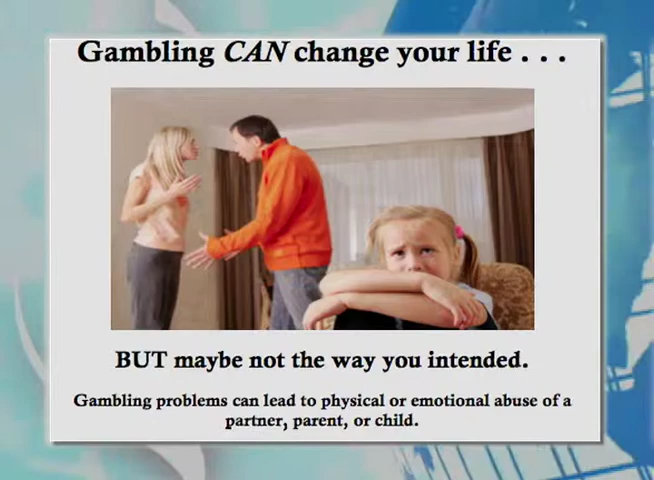 Gambling CAN change your life . . .
BUT maybe not the way you intended.
Gambling problems can lead to physical or emotional abuse of a
partner, parent, or child.